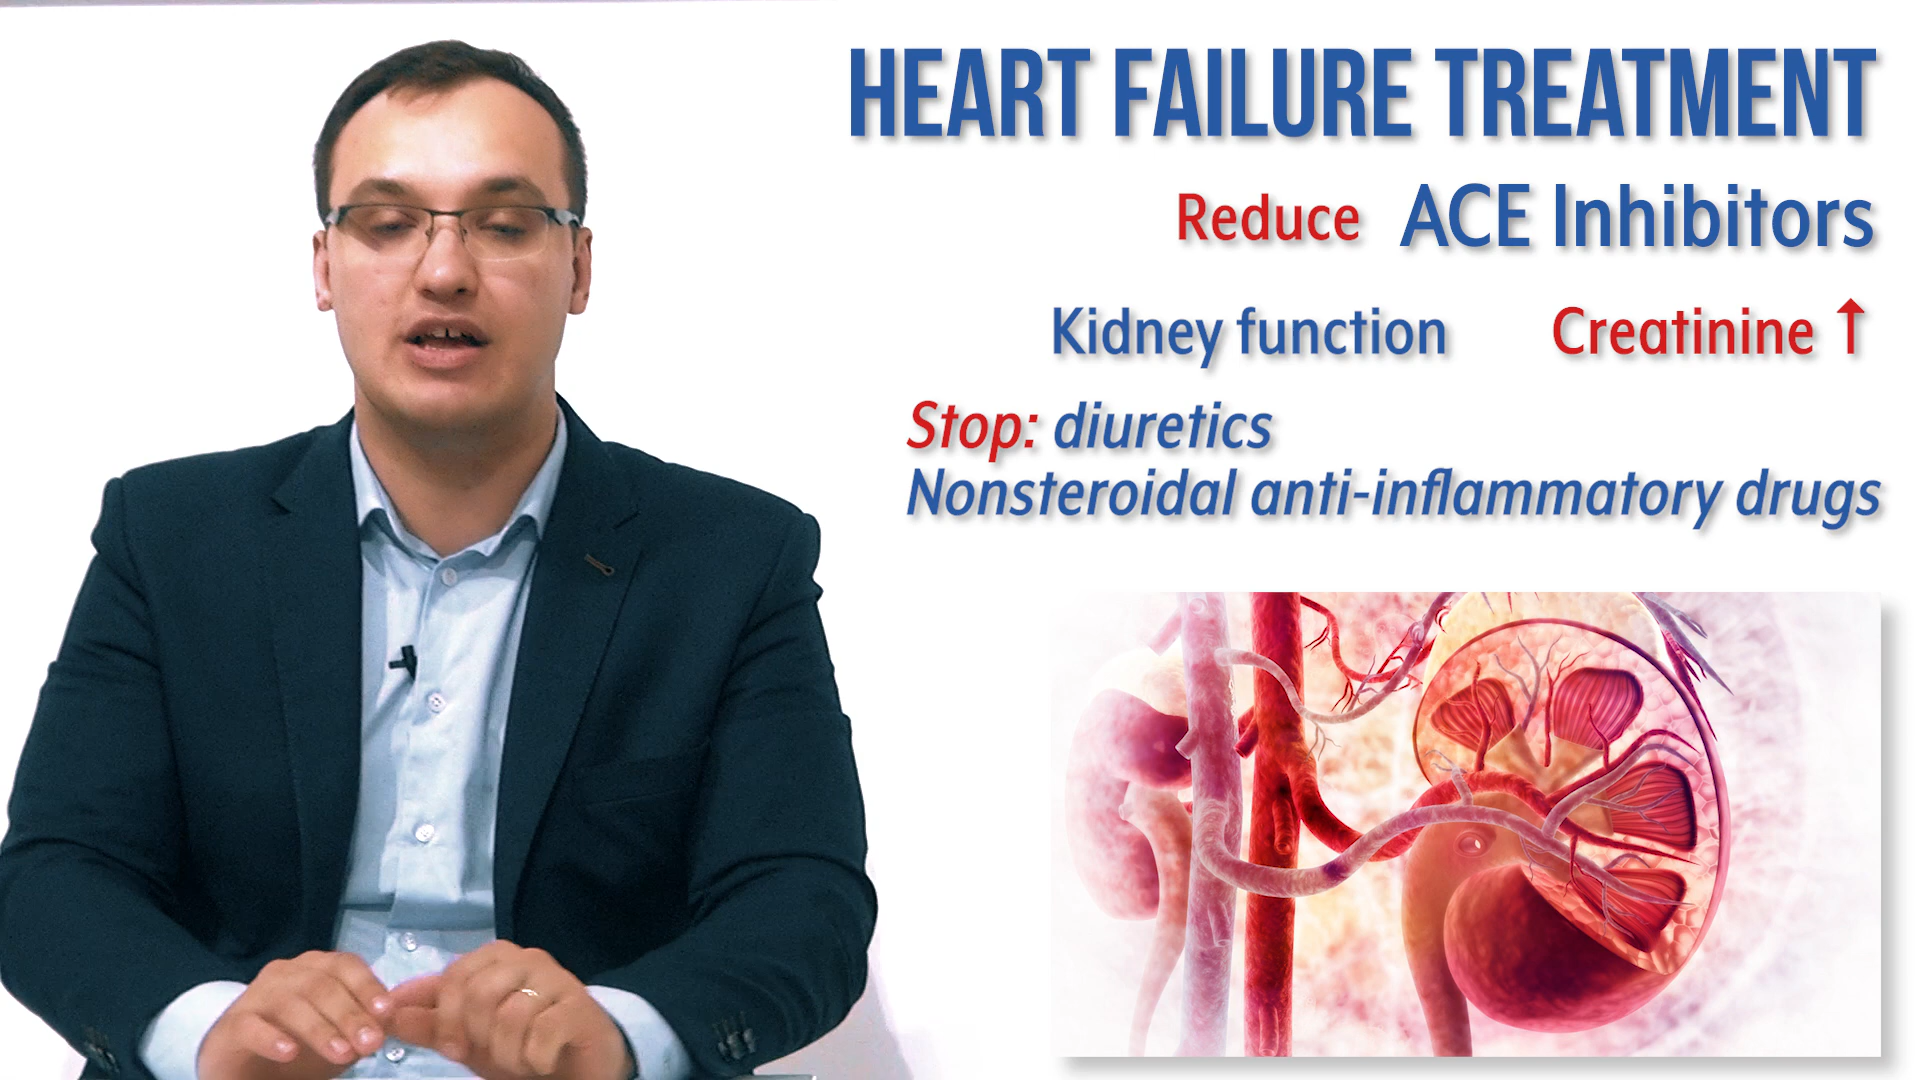 HEART FAILURE TREATMENT
Reduce ACE Inhibitors
Kidney function Creatinine ↑
Stop: diuretics
Nonsteroidal anti-inflammatory drugs